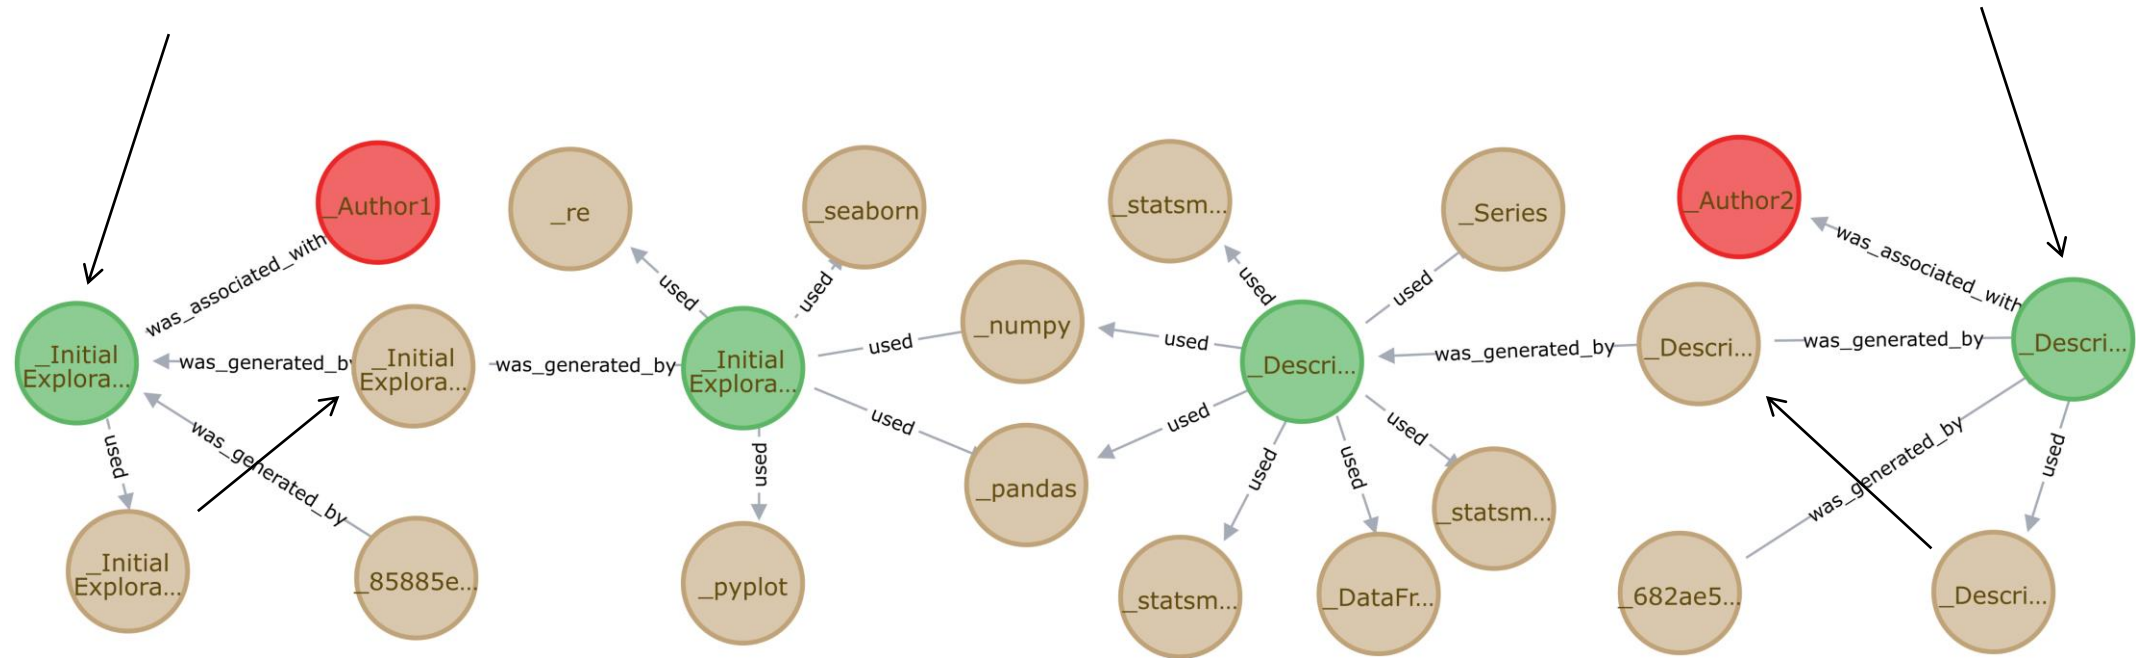 _Author1
_re
_seaborn
_statsm...
_Series
_Author2
was_associated_with
used
used
used
used
was_associated_with
_Initial
Explora...
was_generated_by
_Initial
Explora...
was_generated_by
_Initial
Explora...
used
_numpy
used
_Descri...
was_generated_by
_Descri...
was_generated_by
_Descri...
used
was_generated_by
used
used
used
used
used
used
was_generated_by
used
_pandas
_statsm...
_Initial
Explora...
_85885e...
_pyplot
_statsm...
_DataFr...
_682ae5...
_Descri...